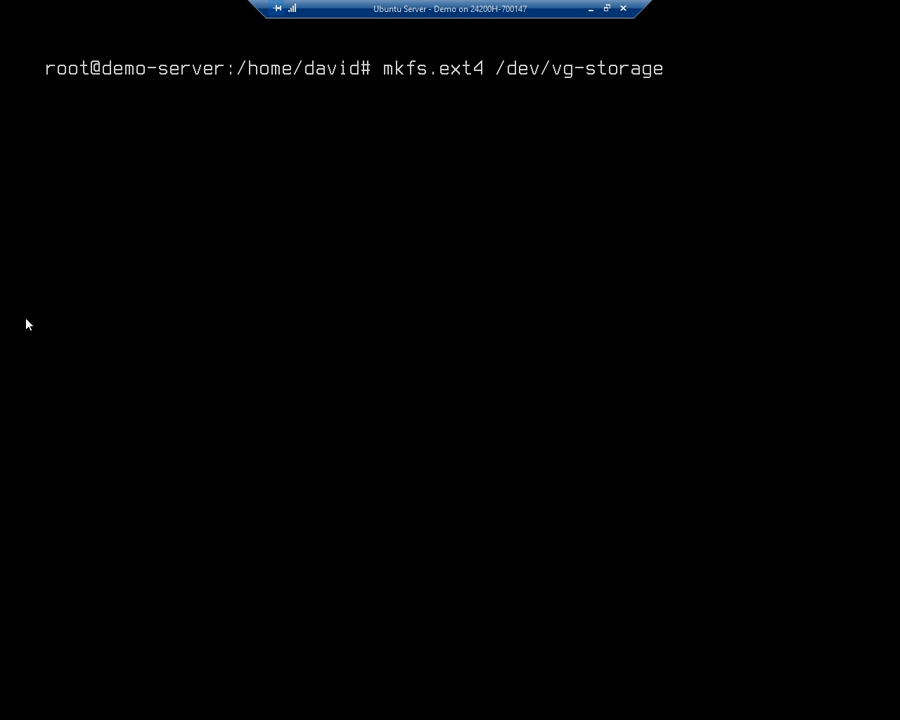 Ubuntu Server - Demo on 24200H-700147
root@demo-server:/home/david# mkfs.ext4 /dev/vg-storage